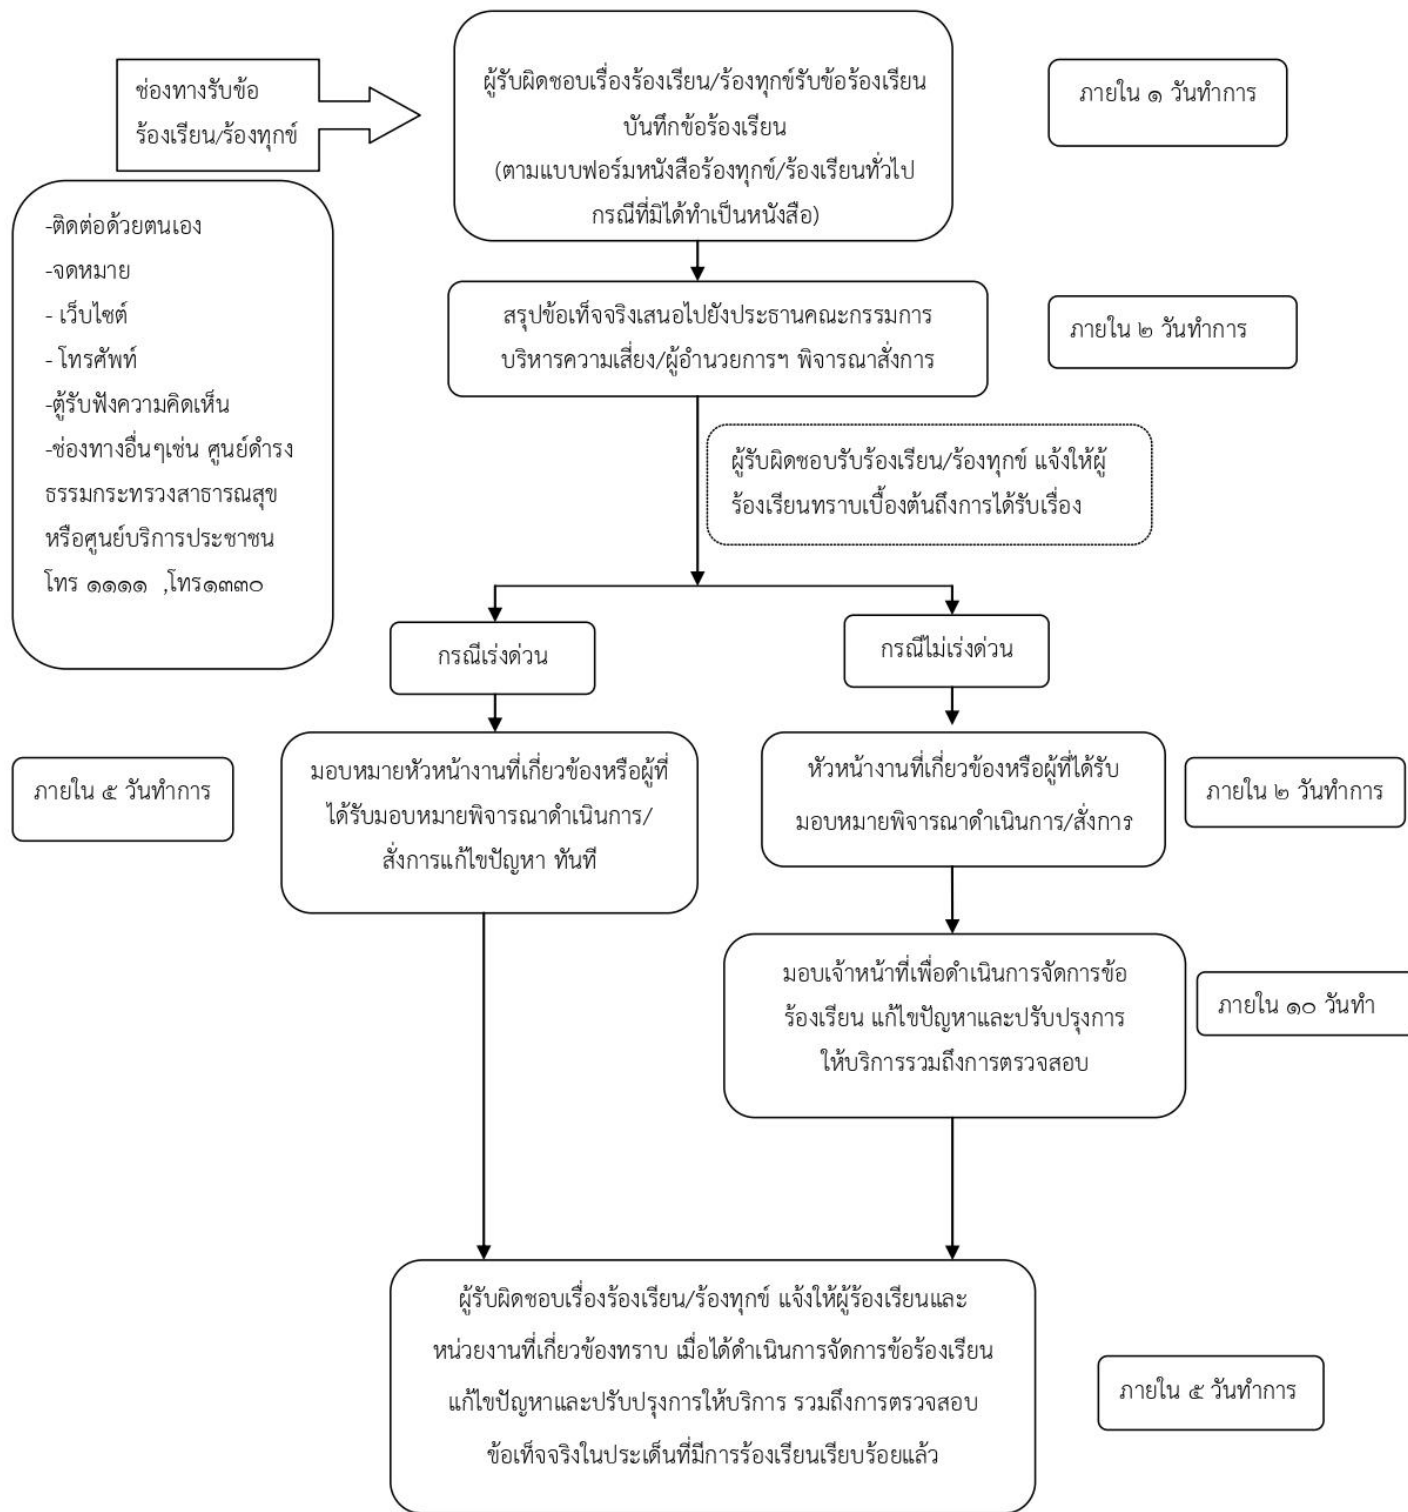 ช่องทางรับข้อ
ร้องเรียน/ร้องทุกข์
ผู้รับผิดชอบเรื่องร้องเรียน/ร้องทุกข์รับข้อร้องเรียน
บันทึกข้อร้องเรียน
(ตามแบบฟอร์มหนังสือร้องทุกข์/ร้องเรียนทั่วไป
กรณีที่มิได้ทำเป็นหนังสือ)
ภายใน ๑ วันทำการ
-ติดต่อด้วยตนเอง
-จดหมาย
- เว็บไซต์
- โทรศัพท์
-ตู้รับฟังความคิดเห็น
-ช่องทางอื่นๆเช่น ศูนย์ดำรง
ธรรมกระทรวงสาธารณสุข
หรือศูนย์บริการประชาชน
โทร ๑๑๑๑ ,โทร๑๓๓๐
สรุปข้อเท็จจริงเสนอไปยังประธานคณะกรรมการ
บริหารความเสี่ยง/ผู้อำนวยการฯ พิจารณาสั่งการ
ภายใน ๒ วันทำการ
ผู้รับผิดชอบรับร้องเรียน/ร้องทุกข์ แจ้งให้ผู้
ร้องเรียนทราบเบื้องต้นถึงการได้รับเรื่อง
กรณีเร่งด่วน
กรณีไม่เร่งด่วน
ภายใน ๕ วันทำการ
มอบหมายหัวหน้างานที่เกี่ยวข้องหรือผู้ที่
ได้รับมอบหมายพิจารณาดำเนินการ/
สั่งการแก้ไขปัญหา ทันที
หัวหน้างานที่เกี่ยวข้องหรือผู้ที่ได้รับ
มอบหมายพิจารณาดำเนินการ/สั่งการ
ภายใน ๒ วันทำการ
มอบเจ้าหน้าที่เพื่อดำเนินการจัดการข้อ
ร้องเรียน แก้ไขปัญหาและปรับปรุงการ
ให้บริการรวมถึงการตรวจสอบ
ภายใน ๑๐ วันทำ
ผู้รับผิดชอบเรื่องร้องเรียน/ร้องทุกข์ แจ้งให้ผู้ร้องเรียนและ
หน่วยงานที่เกี่ยวข้องทราบ เมื่อได้ดำเนินการจัดการข้อร้องเรียน
แก้ไขปัญหาและปรับปรุงการให้บริการ รวมถึงการตรวจสอบ
ข้อเท็จจริงในประเด็นที่มีการร้องเรียนเรียบร้อยแล้ว
ภายใน ๕ วันทำการ